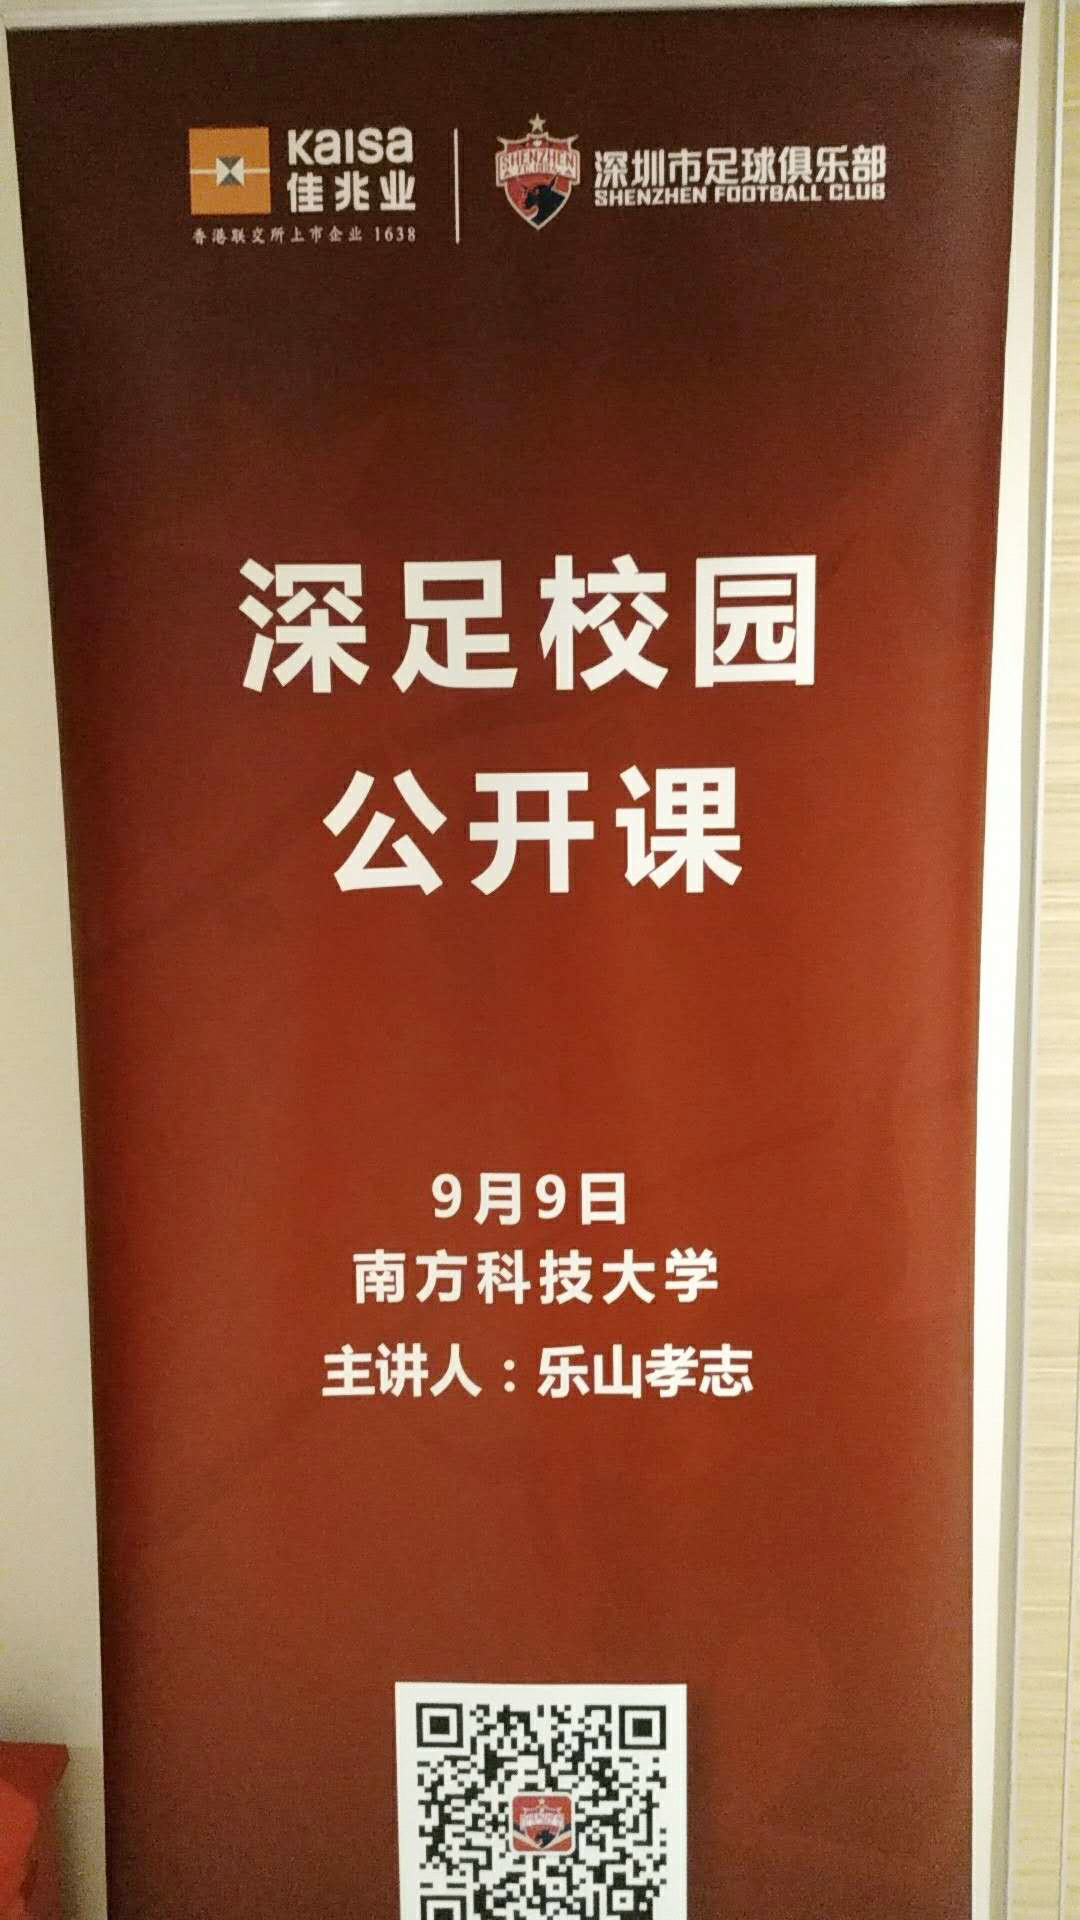 Kaisa
佳兆业
香港联交所上市企业 1638
SHENZHEN
深圳市足球俱乐部
SHENZHEN FOOTBALL CLUB
深足校园
公开课
9月9日
南方科技大学
主讲人：乐山孝志